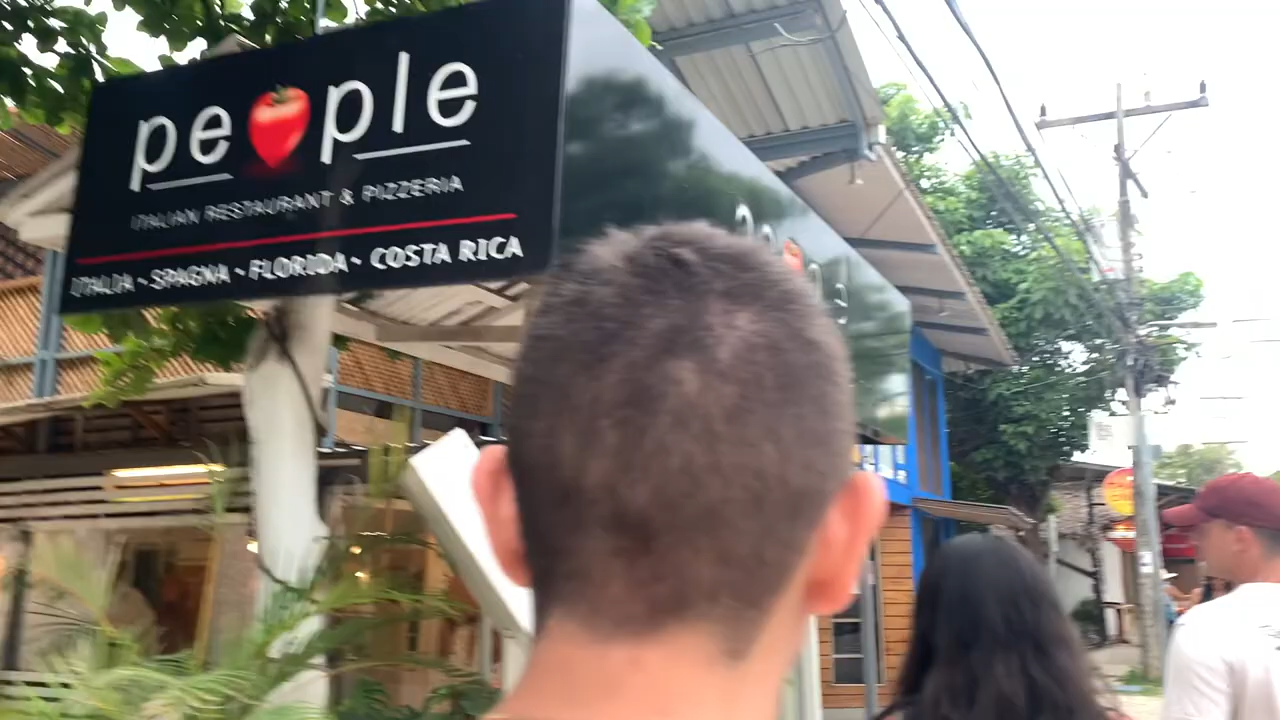 people
ITALIAN RESTAURANT & PIZZERIA
ITALIA ~ SPAGNA ~ FLORIDA ~ COSTA RICA